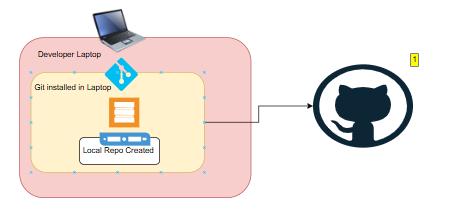 Developer Laptop
1
Git installed in Laptop
Local Repo Created